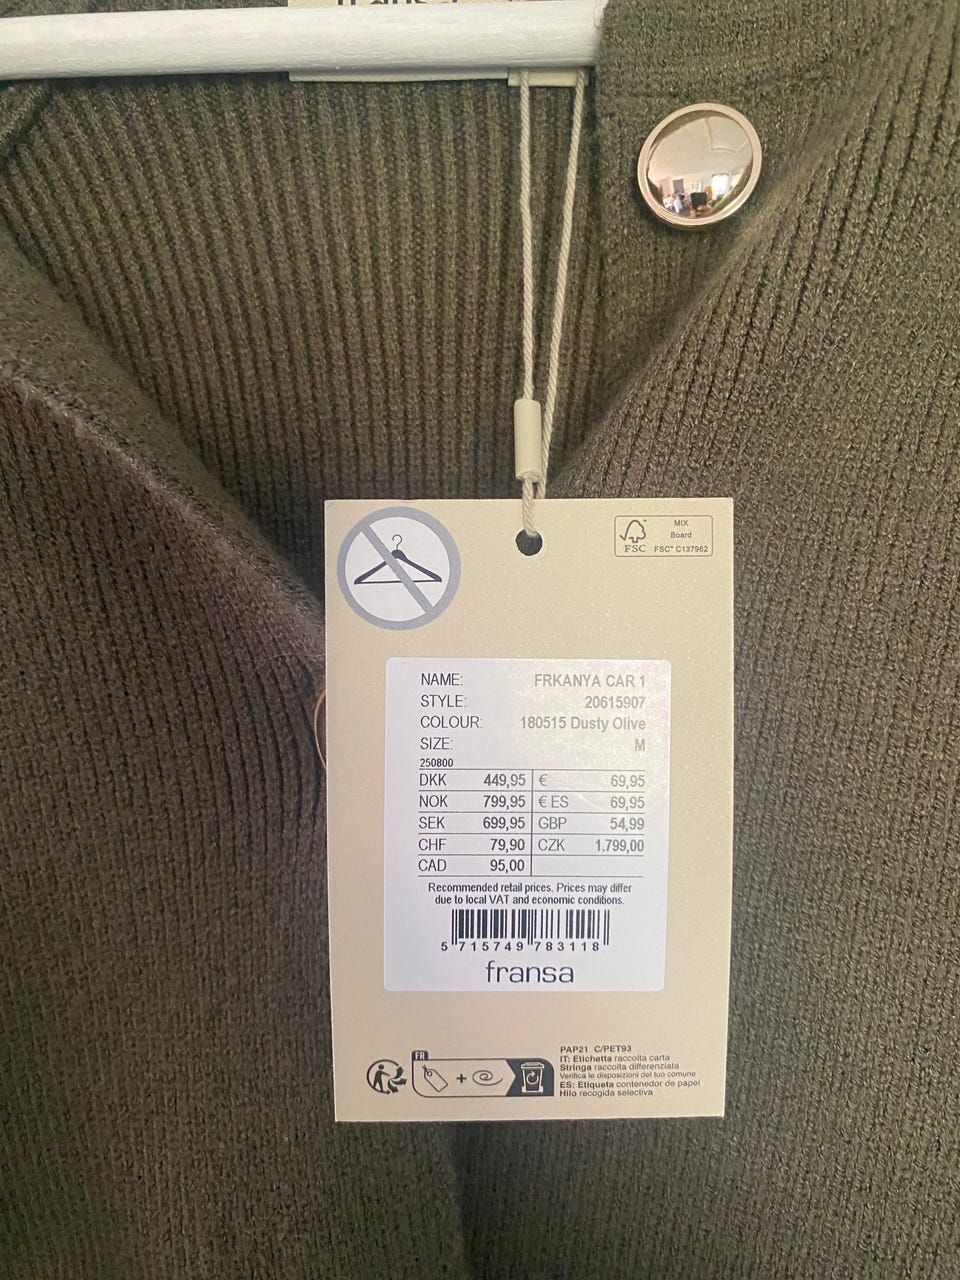 MIX
Board
FSC
FSC™ C137962
NAME: FRKANYA CAR 1
STYLE: 20615907
COLOUR: 180515 Dusty Olive
SIZE: M
250800
DKK 449,95 € 69,95
NOK 799,95 € ES 69,95
SEK 699,95 GBP 54,99
CHF 79,90 CZK 1.799,00
CAD 95,00
Recommended retail prices. Prices may differ
due to local VAT and economic conditions.
5 715749 783118
fransa
FR
+
PAP21 C/PET93
IT: Etichetta raccolta carta
Stringa raccolta differenziata
Verifica le disposizioni del tuo comune
ES: Etiqueta contenedor de papel
Hilo recogida selectiva